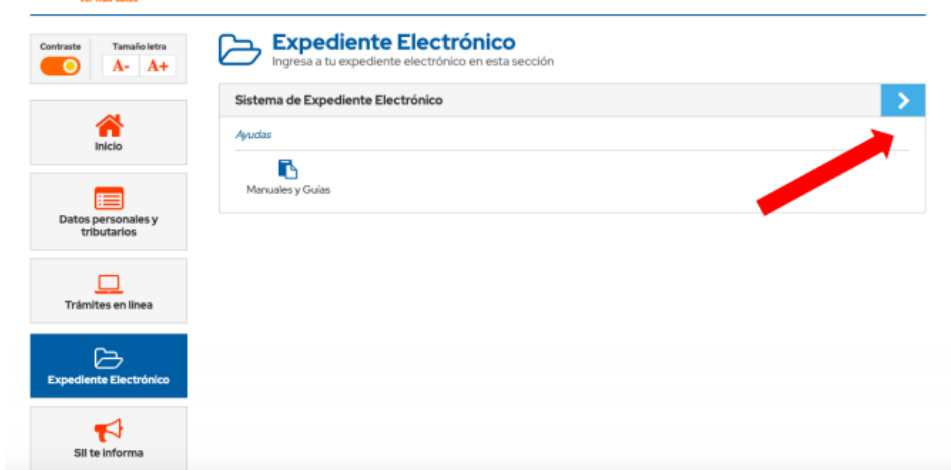 Contraste
Tamaño letra
A- A+
Inicio
Datos personales y
tributarios
Trámites en línea
Expediente Electrónico
SII te informa
Expediente Electrónico
Ingresa a tu expediente electrónico en esta sección
Sistema de Expediente Electrónico
Ayudas
Manuales y Guías